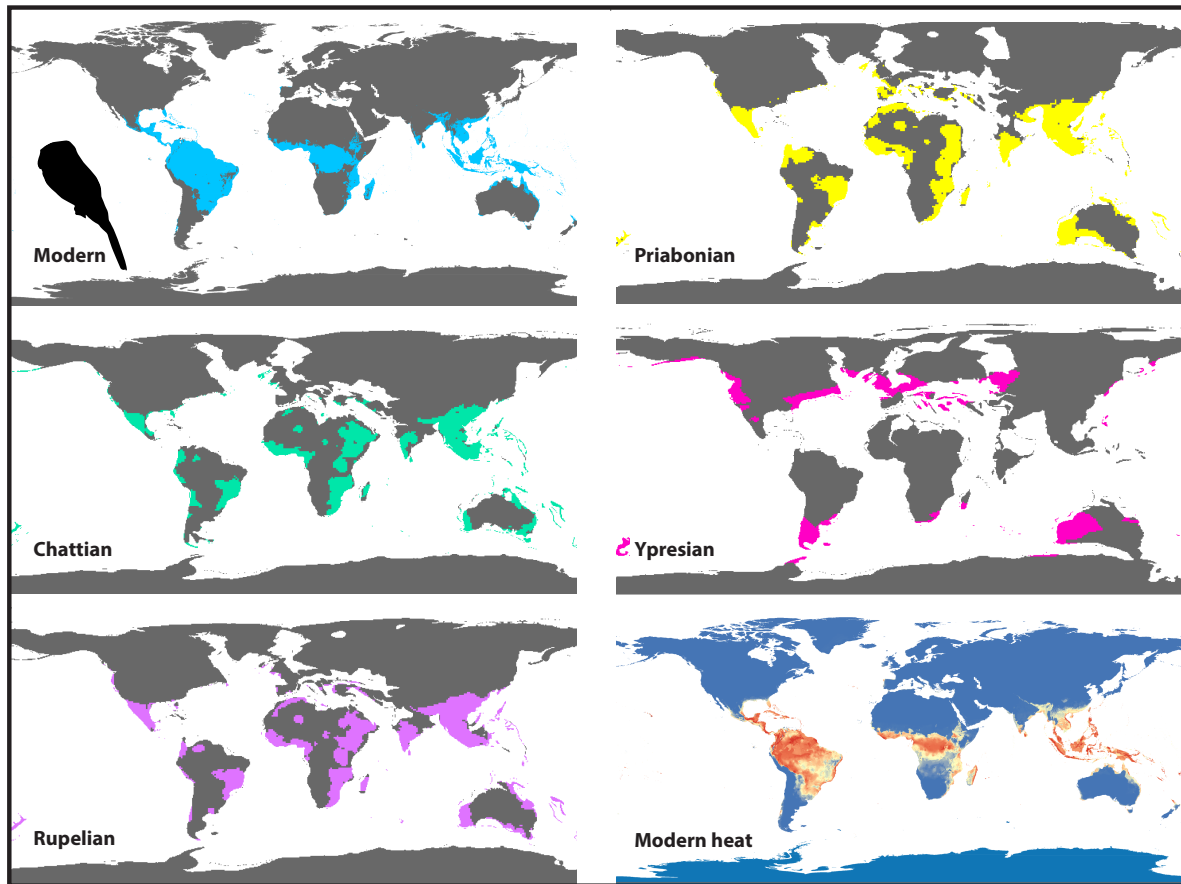 Modern
Priabonian
Chattian
Ypresian
Rupelian
Modern heat